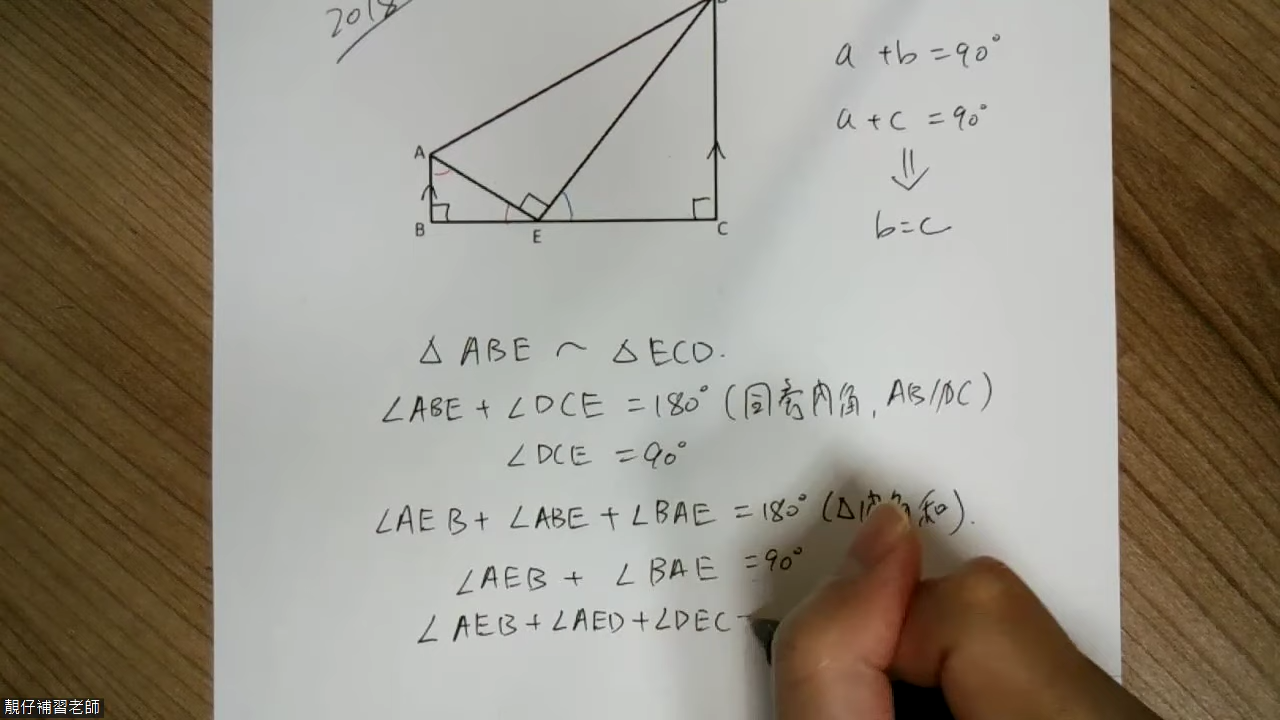 2018
a + b = 90°
A
a + c = 90°
⇓
B
E
C
b = c
△ ABE ~ △ ECD.
∠ABE + ∠DCE = 180° (同旁內角, AB//DC)
∠DCE = 90°
∠AEB + ∠ABE + ∠BAE = 180° (△內角和).
∠AEB + ∠BAE = 90°
∠AEB + ∠AED + ∠DEC
靚仔補習老師